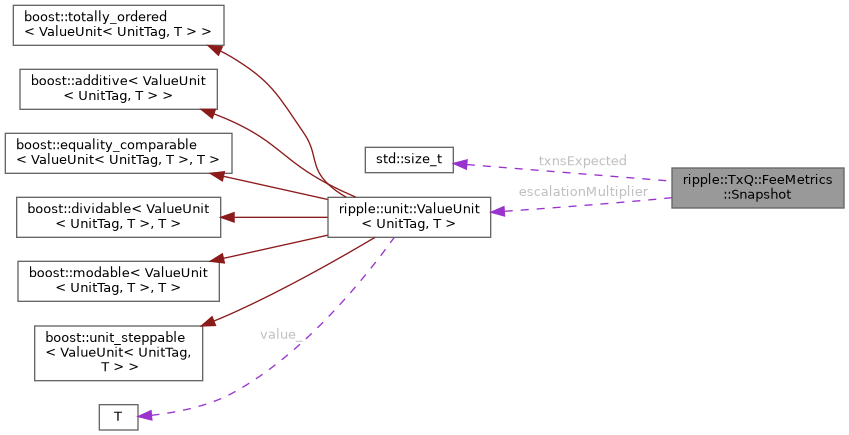 boost::totally_ordered
< ValueUnit< UnitTag, T > >
boost::additive< ValueUnit
< UnitTag, T > >
boost::equality_comparable
< ValueUnit< UnitTag, T >, T >
boost::dividable< ValueUnit
< UnitTag, T >, T >
boost::modable< ValueUnit
< UnitTag, T >, T >
boost::unit_steppable
< ValueUnit< UnitTag,
T > >
T
value_
std::size_t
ripple::unit::ValueUnit
< UnitTag, T >
txnsExpected
escalationMultiplier
ripple::TxQ::FeeMetrics
::Snapshot